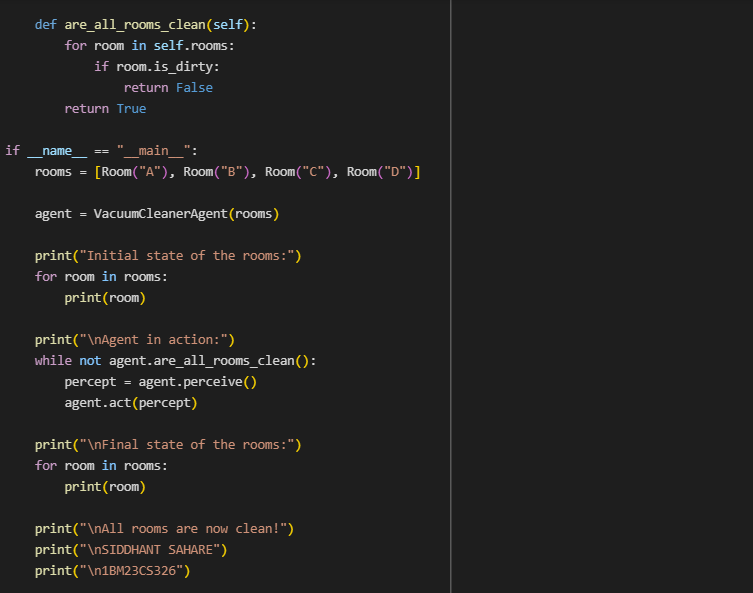 def are_all_rooms_clean(self):
        for room in self.rooms:
            if room.is_dirty:
                return False
        return True

if __name__ == "__main__":
    rooms = [Room("A"), Room("B"), Room("C"), Room("D")]

    agent = VacuumCleanerAgent(rooms)

    print("Initial state of the rooms:")
    for room in rooms:
        print(room)

    print("\nAgent in action:")
    while not agent.are_all_rooms_clean():
        percept = agent.perceive()
        agent.act(percept)

    print("\nFinal state of the rooms:")
    for room in rooms:
        print(room)

    print("\nAll rooms are now clean!")
    print("\nSIDDHANT SAHARE")
    print("\n1BM23CS326")